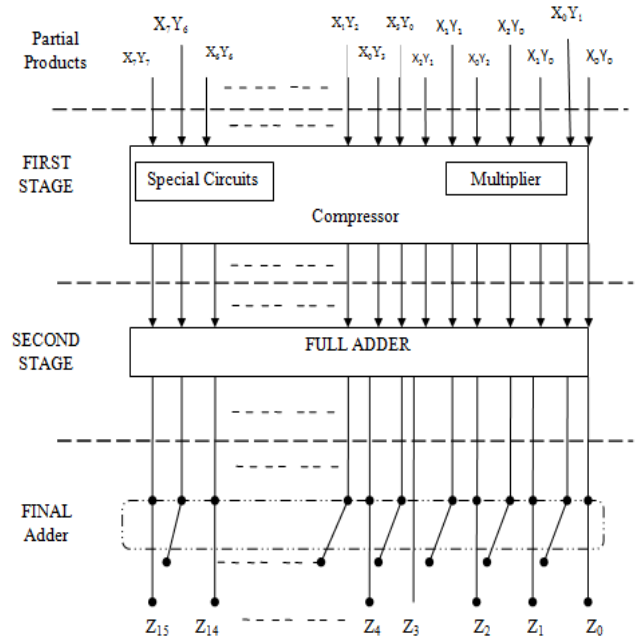 Partial Products
X₇Y₇
X₇Y₆
X₆Y₆
X₁Y₂
X₀Y₃
X₃Y₀
X₂Y₁
X₂Y₁
X₀Y₂
X₂Y₀
X₁Y₀
X₀Y₁
X₀Y₀
FIRST STAGE
Special Circuits
Multiplier
Compressor
SECOND STAGE
FULL ADDER
FINAL Adder
Z₁₅
Z₁₄
Z₄
Z₃
Z₂
Z₁
Z₀